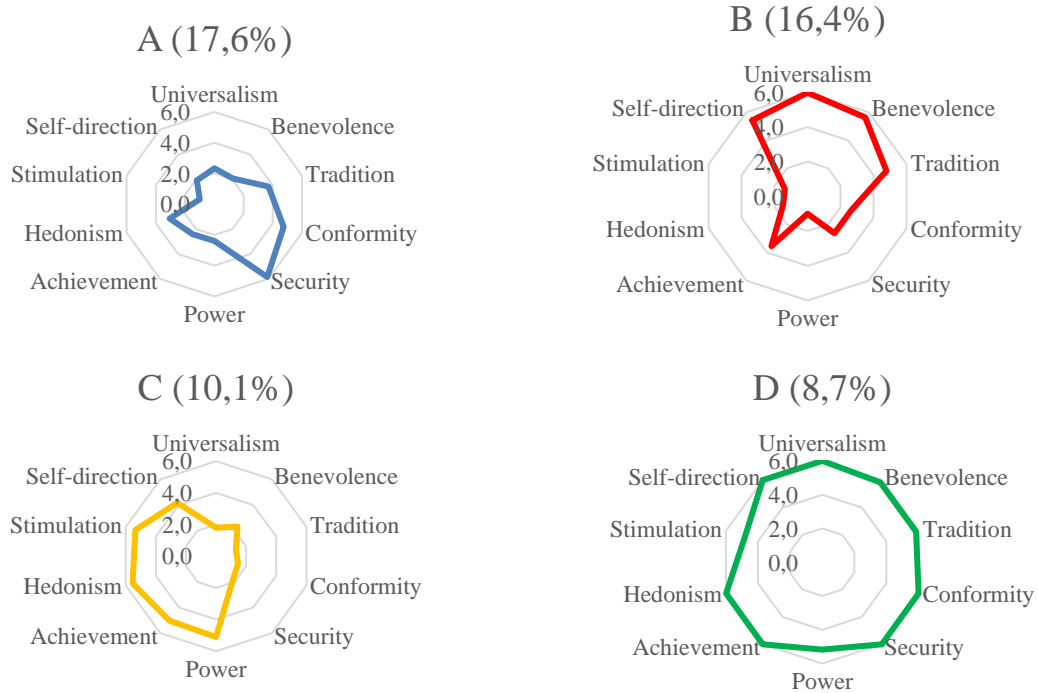 A (17,6%)
Universalism
Benevolence
Tradition
Conformity
Security
Power
Achievement
Hedonism
Stimulation
Self-direction
6,0
4,0
2,0
0,0
B (16,4%)
Universalism
Benevolence
Tradition
Conformity
Security
Power
Achievement
Hedonism
Stimulation
Self-direction
6,0
4,0
2,0
0,0
C (10,1%)
Universalism
Benevolence
Tradition
Conformity
Security
Power
Achievement
Hedonism
Stimulation
Self-direction
6,0
4,0
2,0
0,0
D (8,7%)
Universalism
Benevolence
Tradition
Conformity
Security
Power
Achievement
Hedonism
Stimulation
Self-direction
6,0
4,0
2,0
0,0